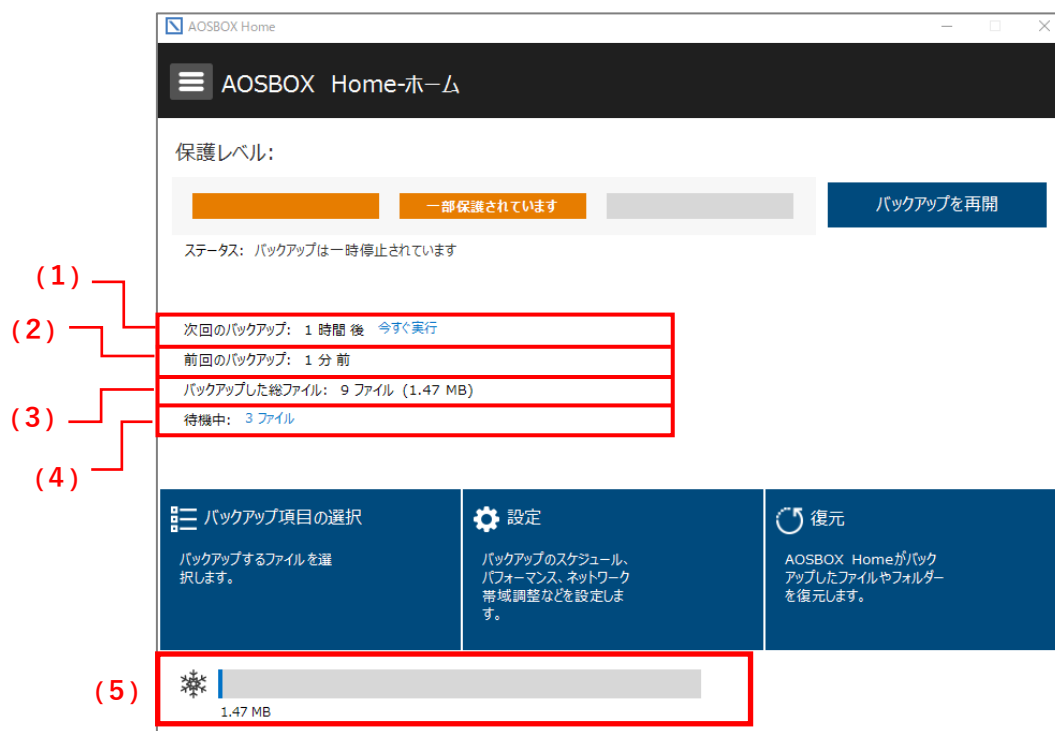 AOSBOX Home
AOSBOX Home-ホーム
保護レベル:
一部保護されています
バックアップを再開
ステータス: バックアップは一時停止されています
(1)
(2)
(3)
(4)
次回のバックアップ: 1 時間 後 今すぐ実行
前回のバックアップ: 1 分 前
バックアップした総ファイル: 9 ファイル (1.47 MB)
待機中: 3 ファイル
バックアップ項目の選択
バックアップするファイルを選
択します。
設定
バックアップのスケジュール、
パフォーマンス、ネットワーク
帯域調整などを設定しま
す。
復元
AOSBOX Homeがバック
アップしたファイルやフォルダー
を復元します。
(5)
1.47 MB